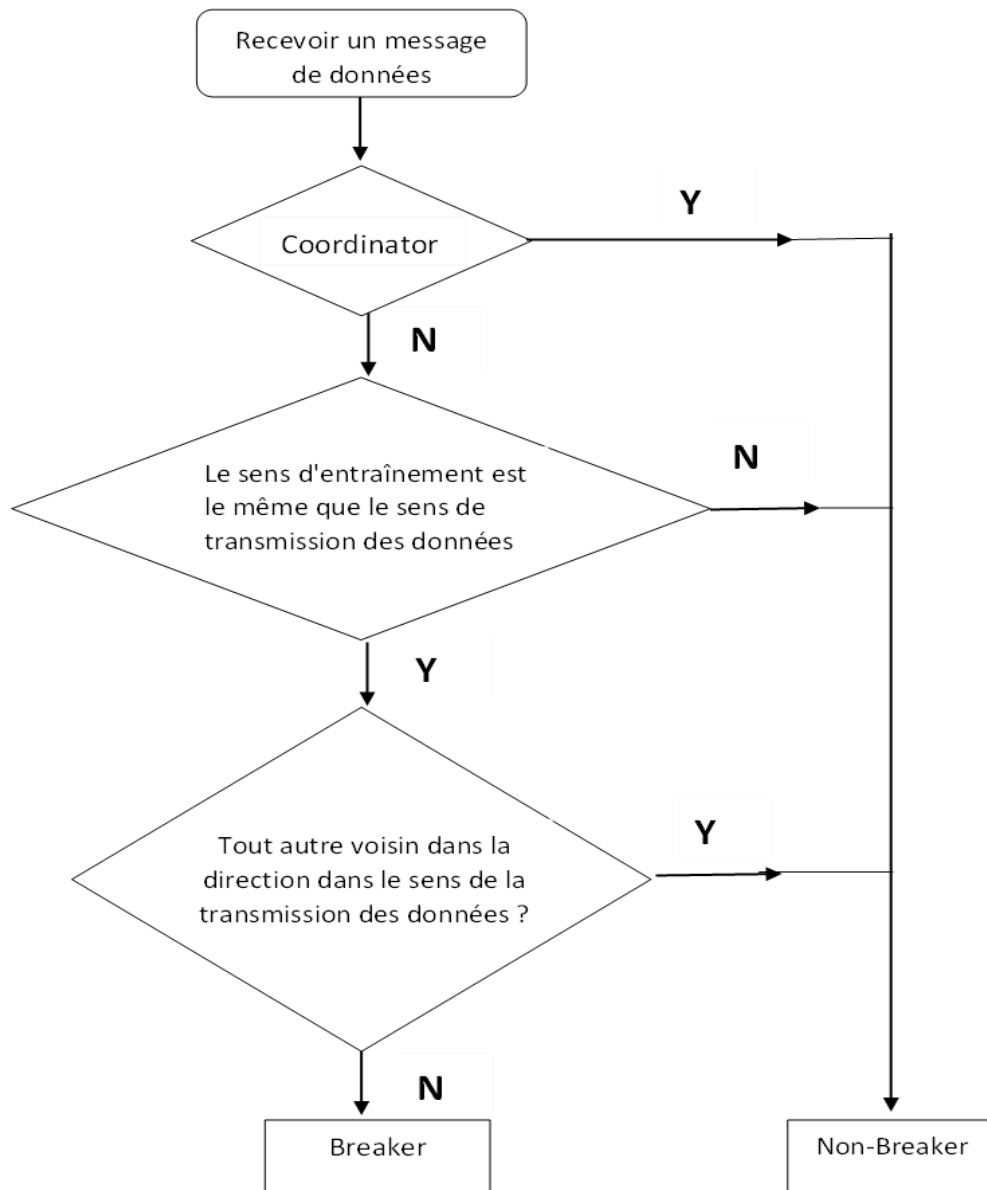 Recevoir un message
de données
Y
Coordinator
N
Le sens d'entraînement est
le même que le sens de
transmission des données
N
Y
Tout autre voisin dans la
direction dans le sens de la
transmission des données ?
Y
N
Breaker
Non-Breaker